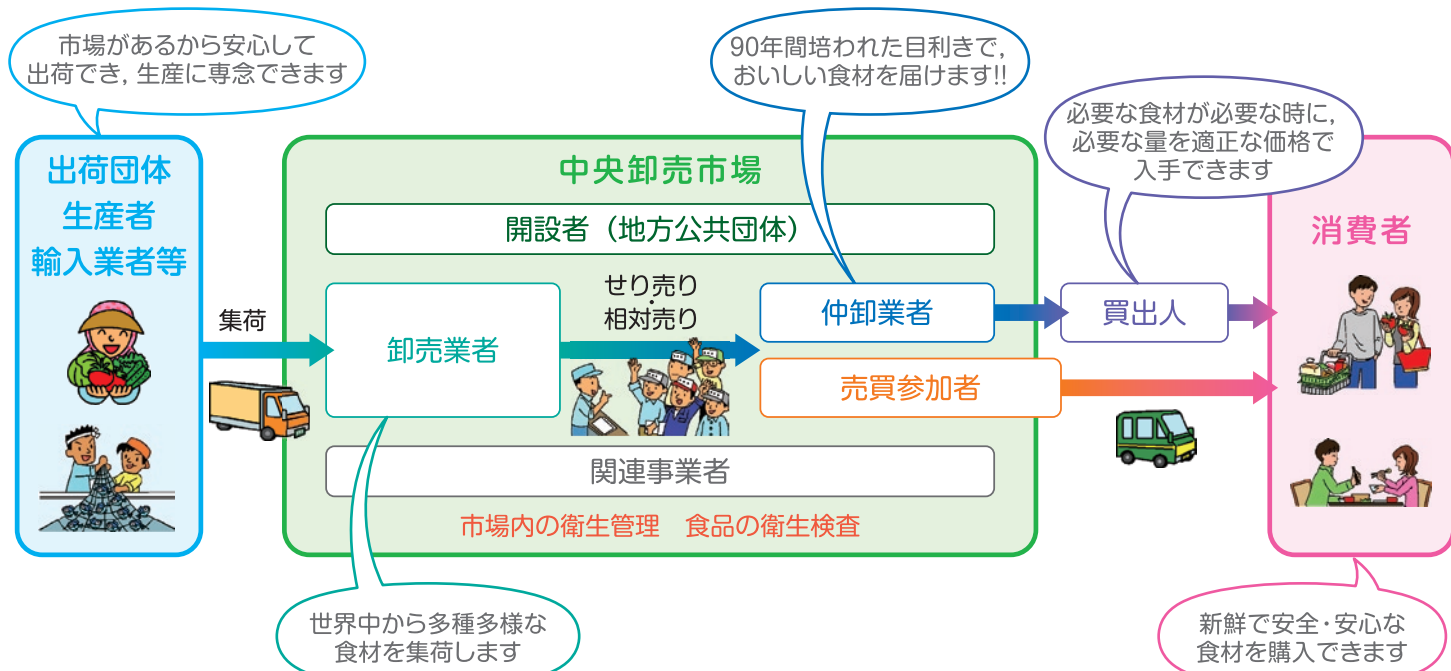 市場があるから安心して
出荷でき, 生産に専念できます
90年間培われた目利きで,
おいしい食材を届けます!!
必要な食材が必要な時に,
必要な量を適正な価格で
入手できます
出荷団体
生産者
輸入業者等
集荷
中央卸売市場
開設者（地方公共団体）
卸売業者
せり売り
・
相対売り
仲卸業者
売買参加者
関連事業者
市場内の衛生管理　食品の衛生検査
買出人
消費者
世界中から多種多様な
食材を集荷します
新鮮で安全・安心な
食材を購入できます